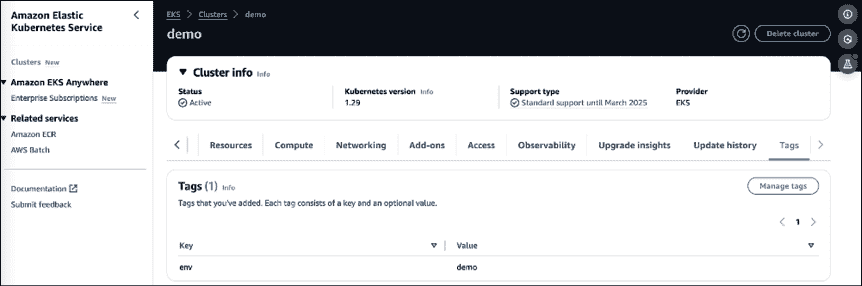 Amazon Elastic
Kubernetes Service
Clusters New
Amazon EKS Anywhere
Enterprise Subscriptions New
Related services
Amazon ECR
AWS Batch
Documentation
Submit feedback
EKS > Clusters > demo
demo
Delete cluster
Cluster info Info
Status
Active
Kubernetes version Info
1.29
Support type
Standard support until March 2025
Provider
EKS
Resources Compute Networking Add-ons Access Observability Upgrade insights Update history Tags
Tags (1) Info
Manage tags
Tags that you've added. Each tag consists of a key and an optional value.
1
Key Value
env demo